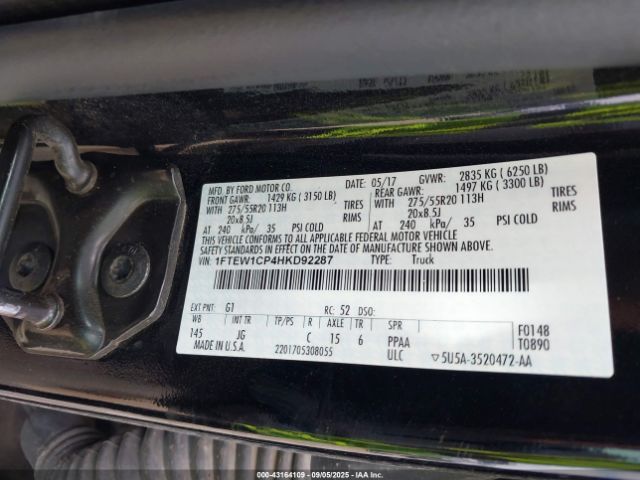 MFD. BY FORD MOTOR CO. DATE: 05/17 GVWR: 2835 KG ( 6250 LB)
FRONT GAWR: 1429 KG ( 3150 LB) REAR GAWR: 1497 KG ( 3300 LB)
WITH 275/55R20 113H TIRES WITH 275/55R20 113H TIRES
20x8.5J RIMS 20x8.5J RIMS
AT 240 kPa/ 35 PSI COLD AT 240 kPa/ 35 PSI COLD
THIS VEHICLE CONFORMS TO ALL APPLICABLE FEDERAL MOTOR VEHICLE
SAFETY STANDARDS IN EFFECT ON THE DATE OF MANUFACTURE SHOWN ABOVE.
VIN: 1FTEW1CP4HKD92287 TYPE: Truck
EXT PNT: G1 RC: 52 DSO:
WB INT TR TP/PS R AXLE TR SPR F0148
145 JG C 15 6 PPAA T0890
MADE IN U.S.A. 2201705308055 ULC ▽5U5A-3520472-AA
000-43164109 - 09/05/2025 - IAAI.com